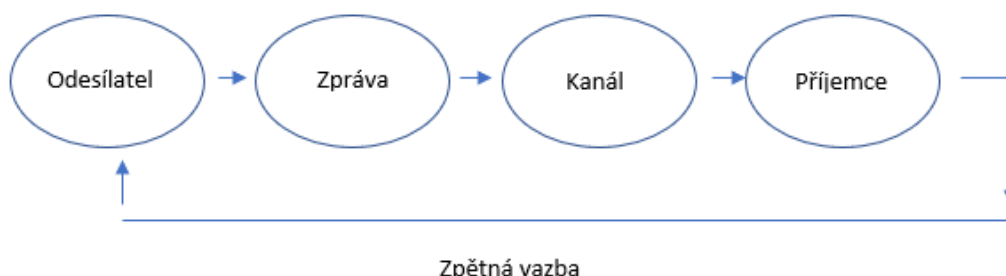 Odesílatel
Zpráva
Kanál
Příjemce
Zpětná vazba